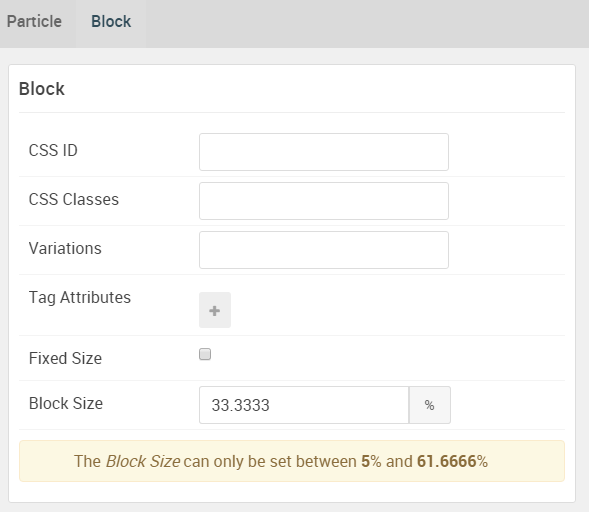 Particle Block
Block
CSS ID
CSS Classes
Variations
Tag Attributes
+
Fixed Size
Block Size 33.3333 %
The Block Size can only be set between 5% and 61.6666%